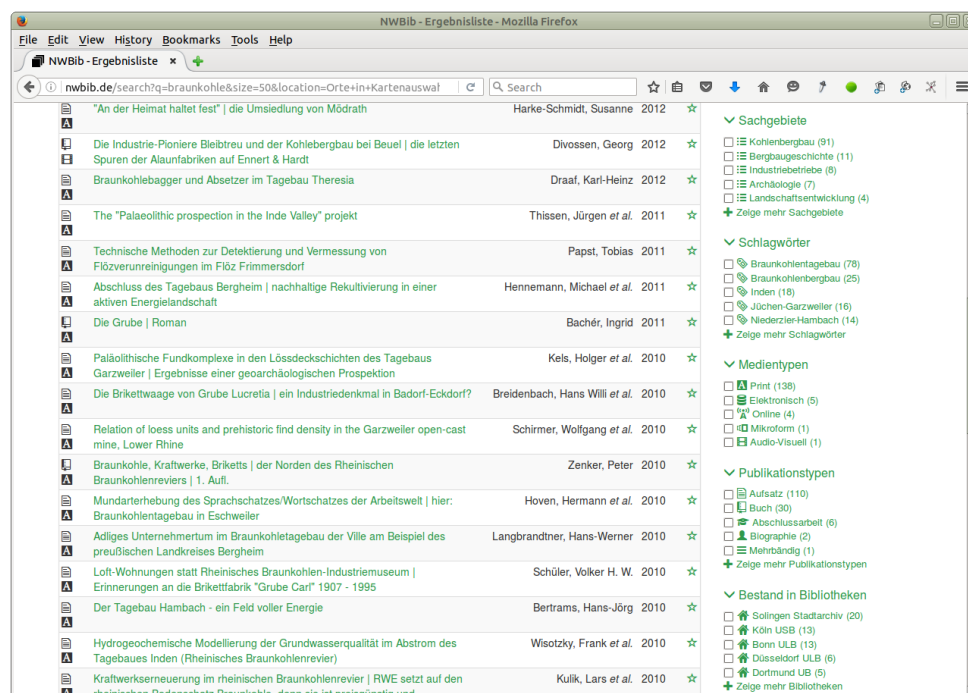 NWBib - Ergebnisliste - Mozilla Firefox
File Edit View History Bookmarks Tools Help
NWBib - Ergebnisliste
nwbib.de/search?q=braunkohle&size=50&location=Orte+in+Kartenauswah
Search
"An der Heimat haltet fest" | die Umsiedlung von Mödrath Harke-Schmidt, Susanne 2012
Die Industrie-Pioniere Bleibtreu und der Kohlebergbau bei Beuel | die letzten Divossen, Georg 2012
Spuren der Alaunfabriken auf Ennert & Hardt
Braunkohlebagger und Absetzer im Tagebau Theresia Draaf, Karl-Heinz 2012
The "Palaeolithic prospection in the Inde Valley" projekt Thissen, Jürgen et al. 2011
Technische Methoden zur Detektierung und Vermessung von Papst, Tobias 2011
Flözverunreinigungen im Flöz Frimmersdorf
Abschluss des Tagebaus Bergheim | nachhaltige Rekultivierung in einer Hennemann, Michael et al. 2011
aktiven Energielandschaft
Die Grube | Roman Bachér, Ingrid 2011
Paläolithische Fundkomplexe in den Lössdeckschichten des Tagebaus Kels, Holger et al. 2010
Garzweiler | Ergebnisse einer geoarchäologischen Prospektion
Die Brikettwaage von Grube Lucretia | ein Industriedenkmal in Badorf-Eckdorf? Breidenbach, Hans Willi et al. 2010
Relation of loess units and prehistoric find density in the Garzweiler open-cast Schirmer, Wolfgang et al. 2010
mine, Lower Rhine
Braunkohle, Kraftwerke, Briketts | der Norden des Rheinischen Zenker, Peter 2010
Braunkohlenreviers | 1. Aufl.
Mundarterhebung des Sprachschatzes/Wortschatzes der Arbeitswelt | hier: Hoven, Hermann et al. 2010
Braunkohlentagebau in Eschweiler
Adliges Unternehmertum im Braunkohletagebau der Ville am Beispiel des Langbrandtner, Hans-Werner 2010
preußischen Landkreises Bergheim
Loft-Wohnungen statt Rheinisches Braunkohlen-Industriemuseum | Schüler, Volker H. W. 2010
Erinnerungen an die Brikettfabrik "Grube Carl" 1907 - 1995
Der Tagebau Hambach - ein Feld voller Energie Bertrams, Hans-Jörg 2010
Hydrogeochemische Modellierung der Grundwasserqualität im Abstrom des Wisotzky, Frank et al. 2010
Tagebaues Inden (Rheinisches Braunkohlenrevier)
Kraftwerkserneuerung im rheinischen Braunkohlenrevier | RWE setzt auf den Kulik, Lars et al. 2010
rheinischen Bodenschatz Braunkohle, denn sie ist preisgünstig und
Sachgebiete
Kohlenbergbau (91)
Bergbaugeschichte (11)
Industriebetriebe (8)
Archäologie (7)
Landschaftsentwicklung (4)
Zeige mehr Sachgebiete
Schlagwörter
Braunkohlentagebau (78)
Braunkohlenbergbau (25)
Inden (18)
Jüchen-Garzweiler (16)
Niederzier-Hambach (14)
Zeige mehr Schlagwörter
Medientypen
Print (138)
Elektronisch (5)
Online (4)
Mikroform (1)
Audio-Visuell (1)
Publikationstypen
Aufsatz (110)
Buch (30)
Abschlussarbeit (6)
Biographie (2)
Mehrbändig (1)
Zeige mehr Publikationstypen
Bestand in Bibliotheken
Solingen Stadtarchiv (20)
Köln USB (13)
Bonn ULB (13)
Düsseldorf ULB (6)
Dortmund UB (5)
Zeige mehr Bibliotheken